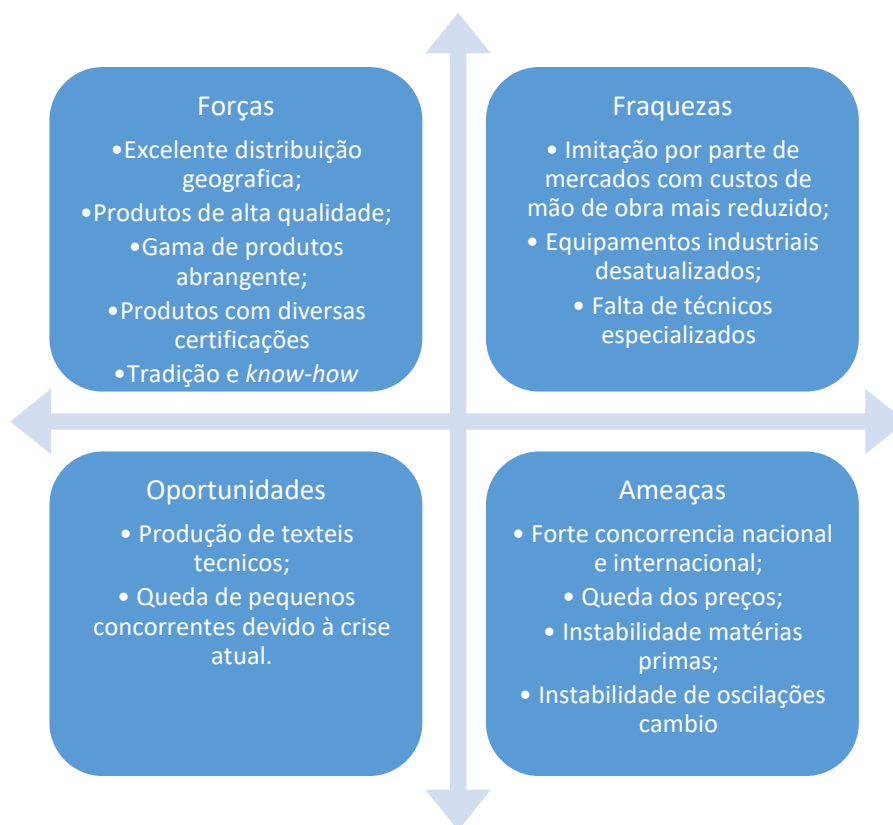 Forças
•Excelente distribuição
geografica;
•Produtos de alta qualidade;
•Gama de produtos
abrangente;
•Produtos com diversas
certificações
•Tradição e know-how
Fraquezas
• Imitação por parte de
mercados com custos de
mão de obra mais reduzido;
• Equipamentos industriais
desatualizados;
• Falta de técnicos
especializados
Oportunidades
• Produção de texteis
tecnicos;
• Queda de pequenos
concorrentes devido à crise
atual.
Ameaças
• Forte concorrencia nacional
e internacional;
• Queda dos preços;
• Instabilidade matérias
primas;
• Instabilidade de oscilações
cambio